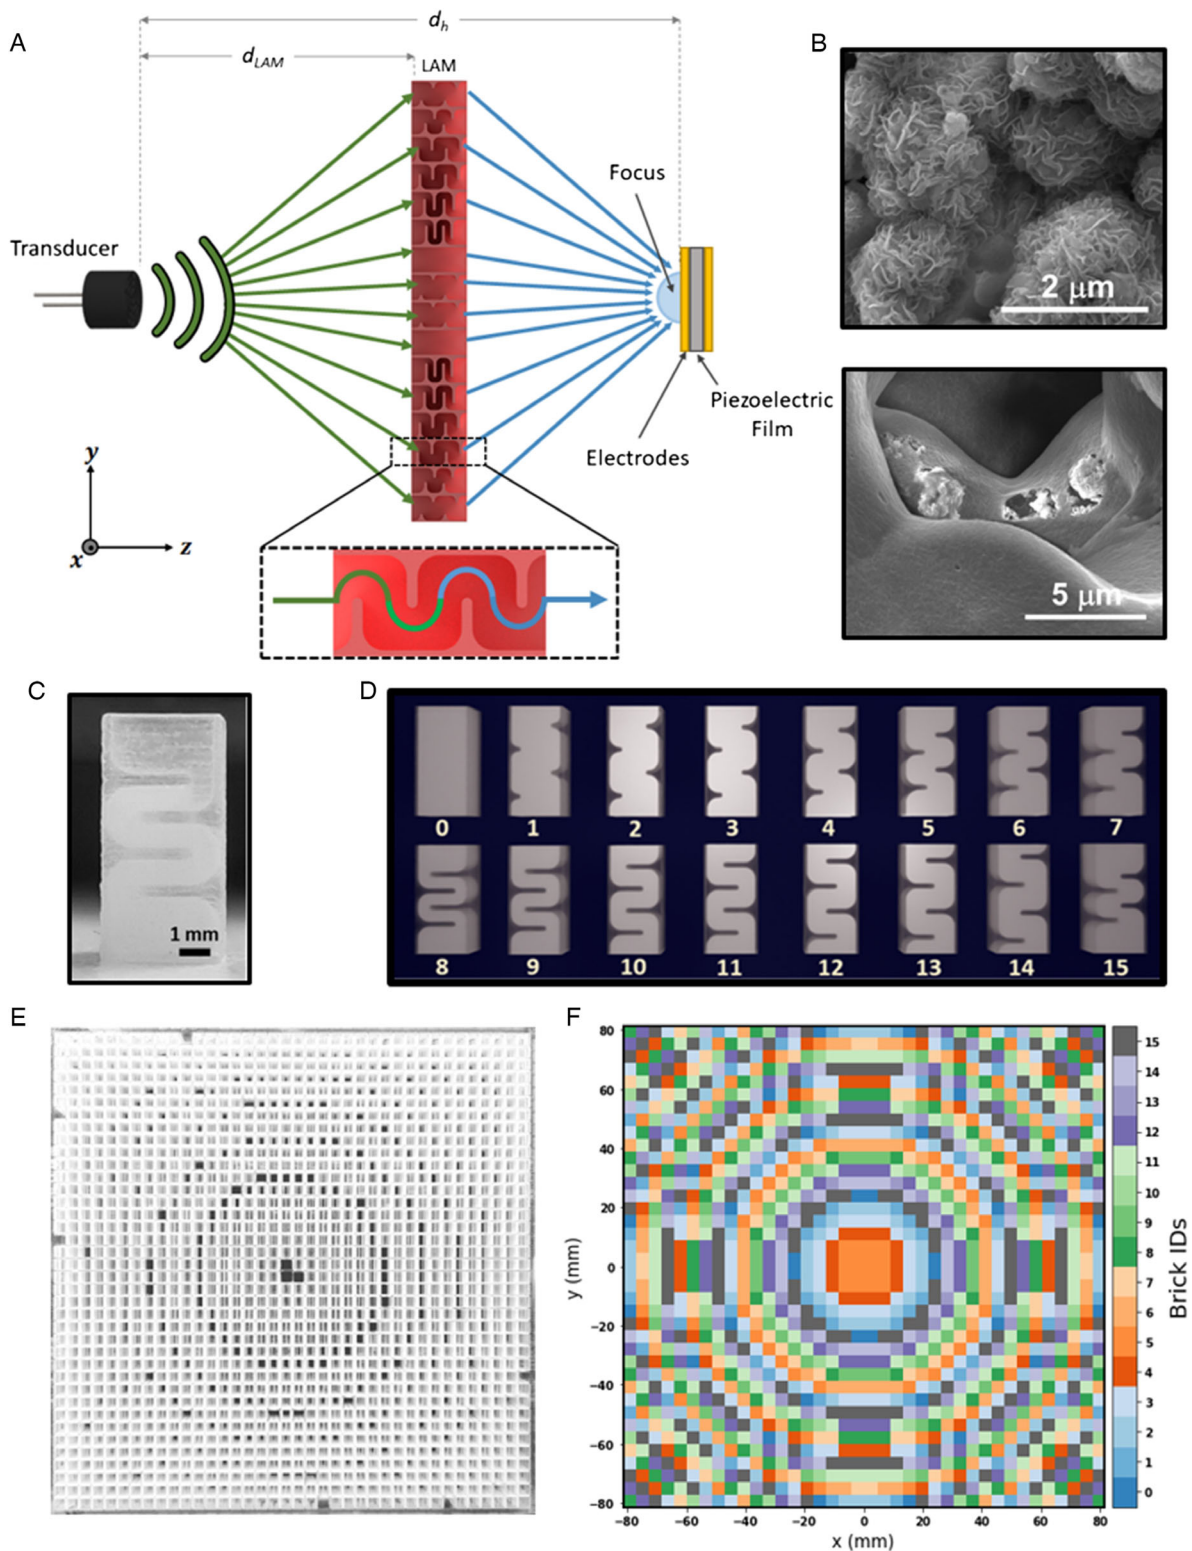 A
d_h
d_LAM
LAM
Focus
Transducer
Piezoelectric
Film
Electrodes
y
x
z
B
2 μm
5 μm
C
1 mm
D
0 1 2 3 4 5 6 7
8 9 10 11 12 13 14 15
E
F
80
60
40
20
0
−20
−40
−60
−80
y (mm)
−80 −60 −40 −20 0 20 40 60 80
x (mm)
15
14
13
12
11
10
9
8
7
6
5
4
3
2
1
0
Brick IDs